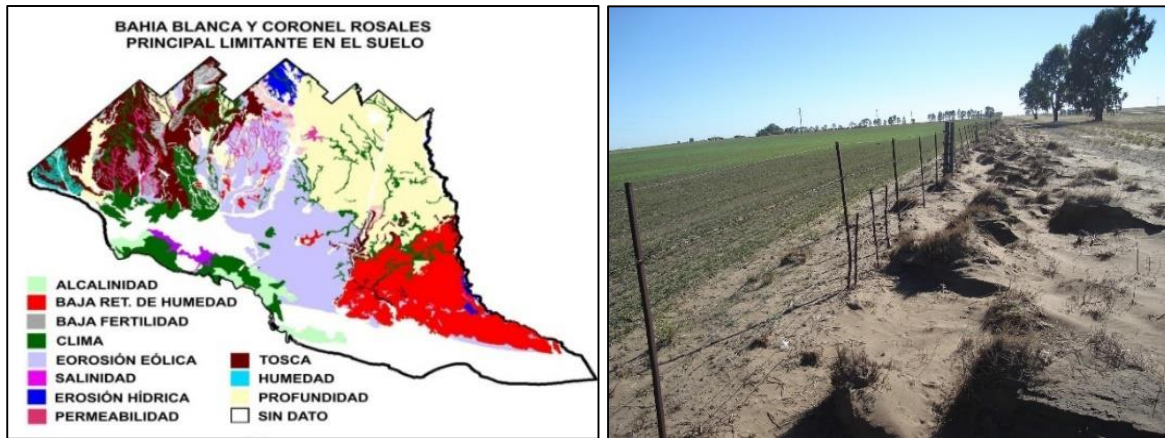 BAHIA BLANCA Y CORONEL ROSALES
PRINCIPAL LIMITANTE EN EL SUELO
ALCALINIDAD
BAJA RET. DE HUMEDAD
BAJA FERTILIDAD
CLIMA
EOROSIÓN EÓLICA
SALINIDAD
EROSIÓN HÍDRICA
PERMEABILIDAD
TOSCA
HUMEDAD
PROFUNDIDAD
SIN DATO